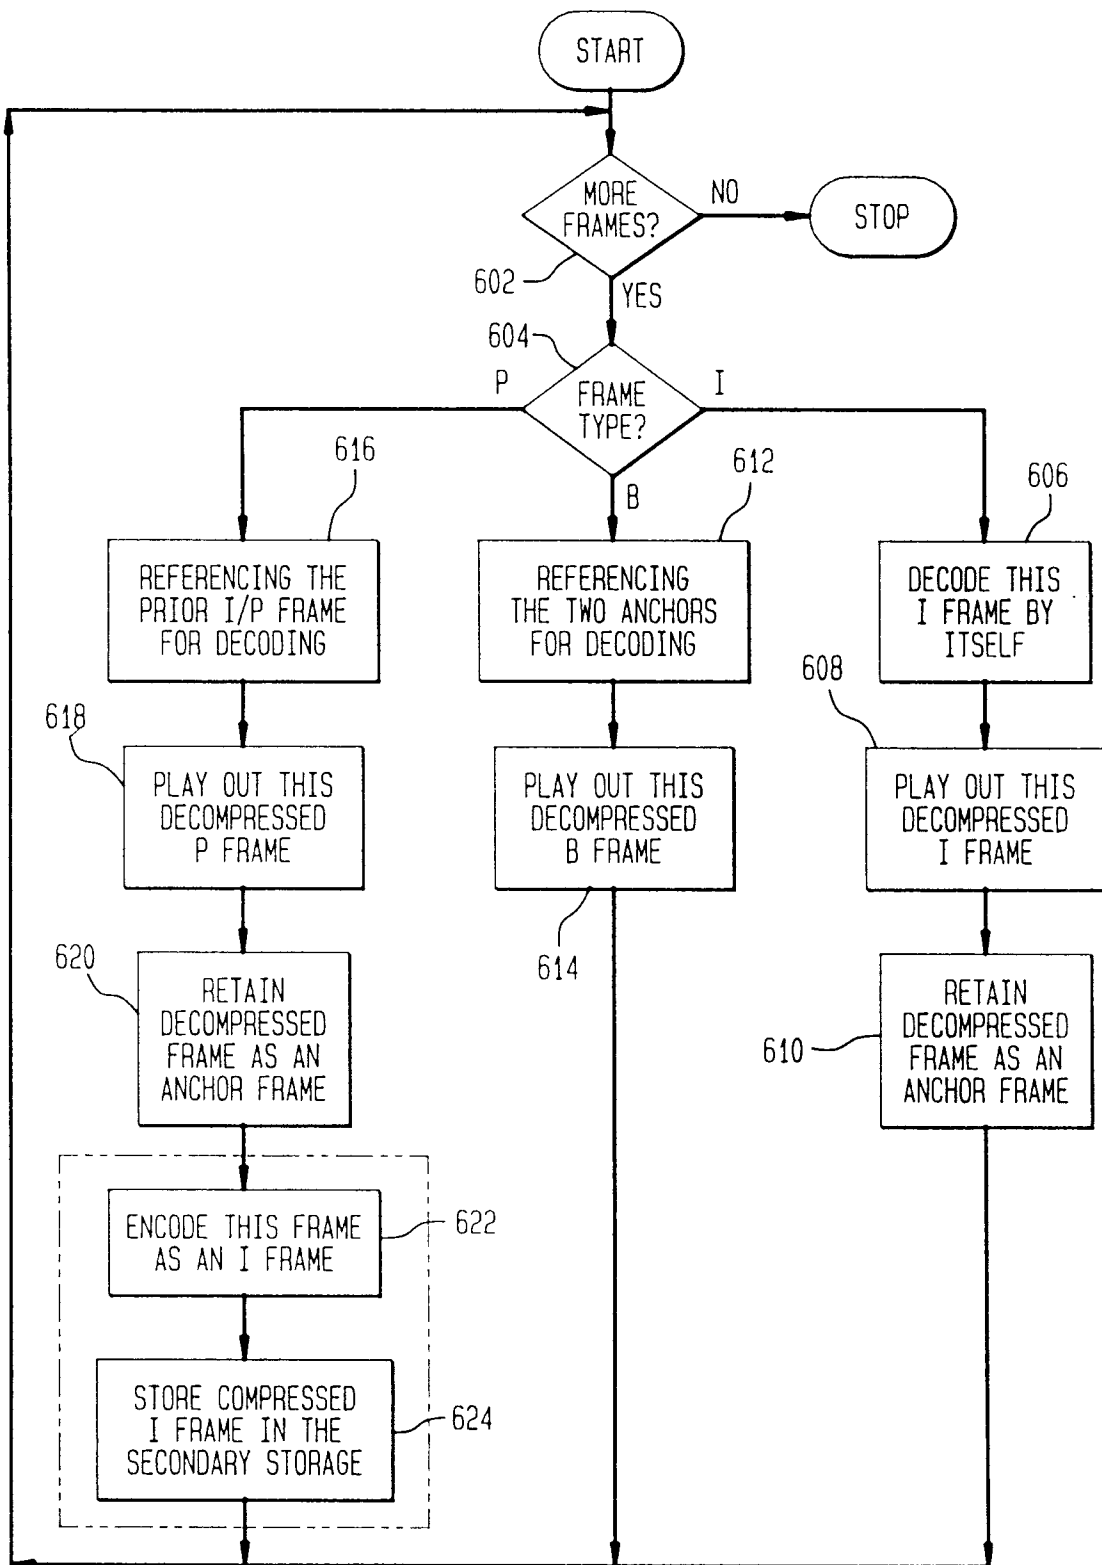 START
MORE
FRAMES?
NO
STOP
602
YES
604
P
I
FRAME
TYPE?
B
616
612
606
REFERENCING THE
PRIOR I/P FRAME
FOR DECODING
REFERENCING
THE TWO ANCHORS
FOR DECODING
DECODE THIS
I FRAME BY
ITSELF
618
608
PLAY OUT THIS
DECOMPRESSED
P FRAME
PLAY OUT THIS
DECOMPRESSED
B FRAME
PLAY OUT THIS
DECOMPRESSED
I FRAME
620
614
610
RETAIN
DECOMPRESSED
FRAME AS AN
ANCHOR FRAME
RETAIN
DECOMPRESSED
FRAME AS AN
ANCHOR FRAME
ENCODE THIS FRAME
AS AN I FRAME
622
STORE COMPRESSED
I FRAME IN THE
SECONDARY STORAGE
624